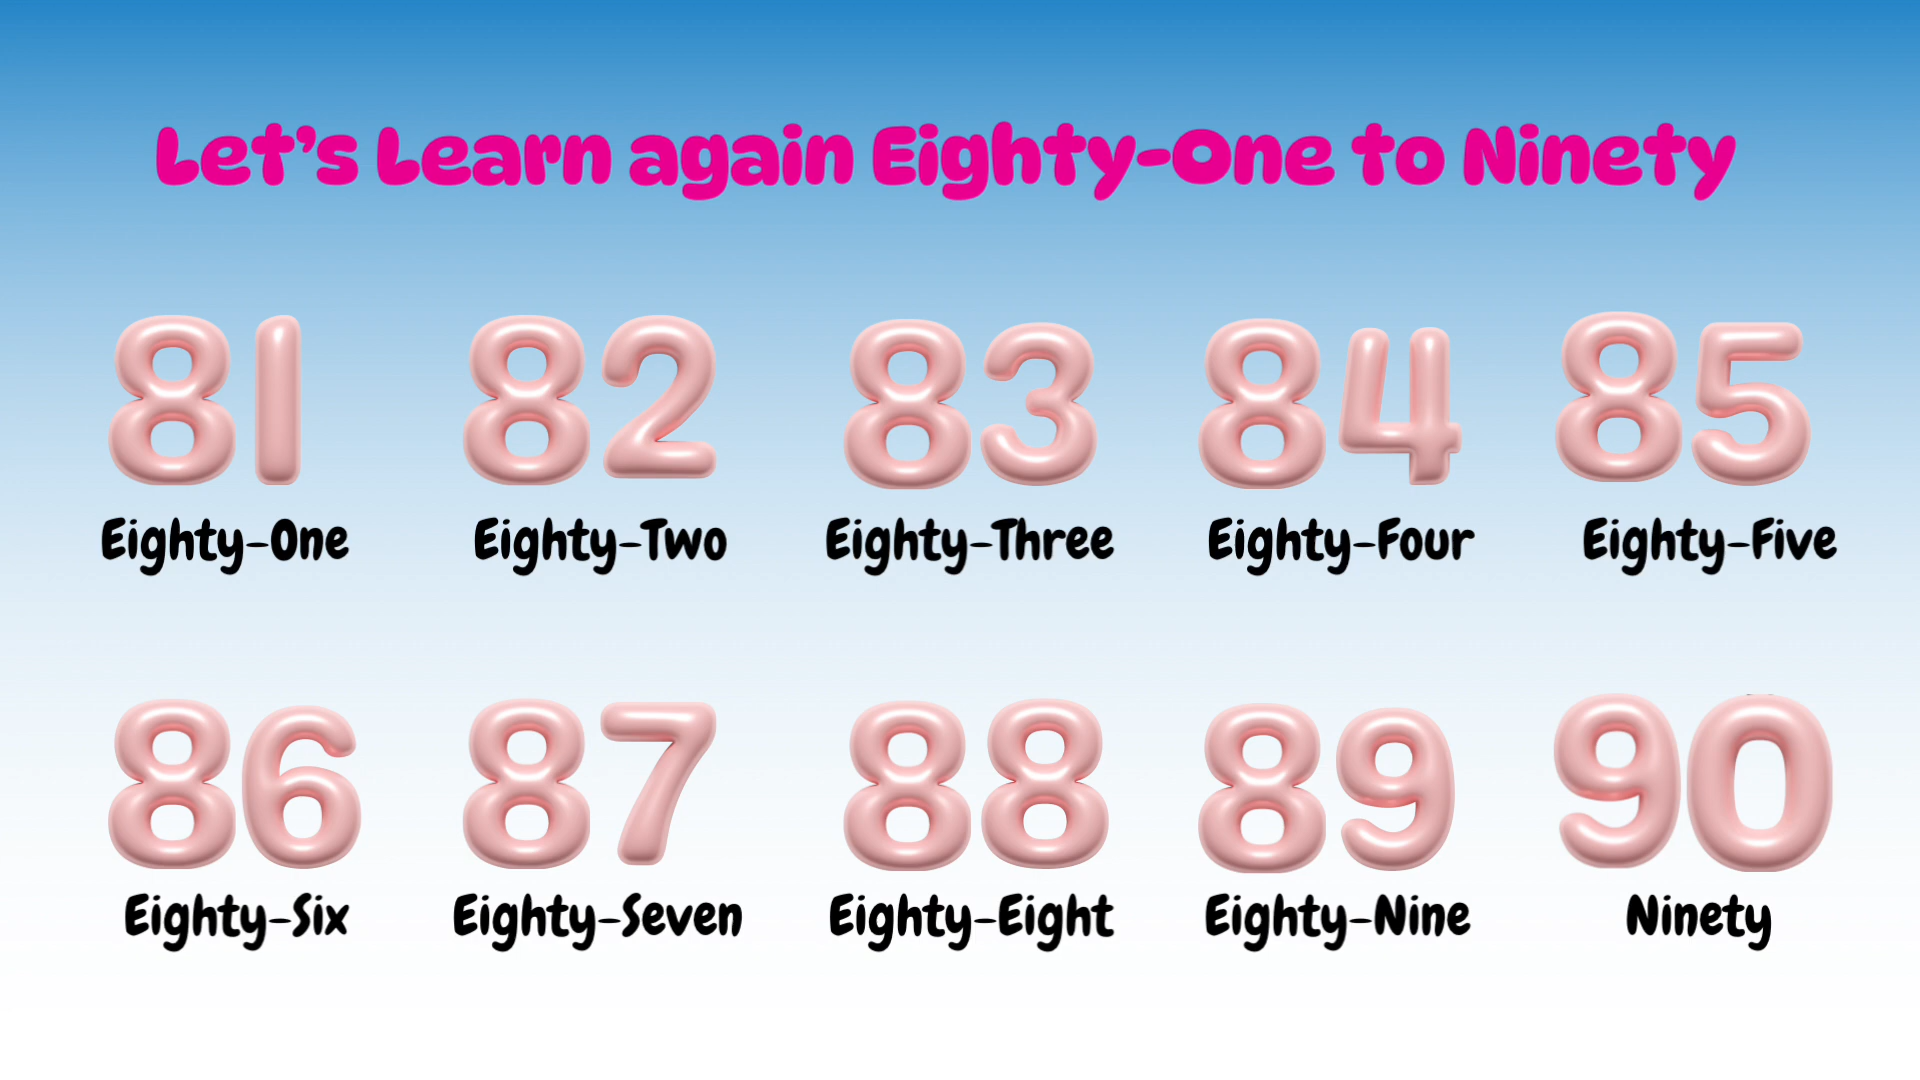 Let's Learn again Eighty-One to Ninety
81 82 83 84 85
Eighty-One Eighty-Two Eighty-Three Eighty-Four Eighty-Five
86 87 88 89 90
Eighty-Six Eighty-Seven Eighty-Eight Eighty-Nine Ninety